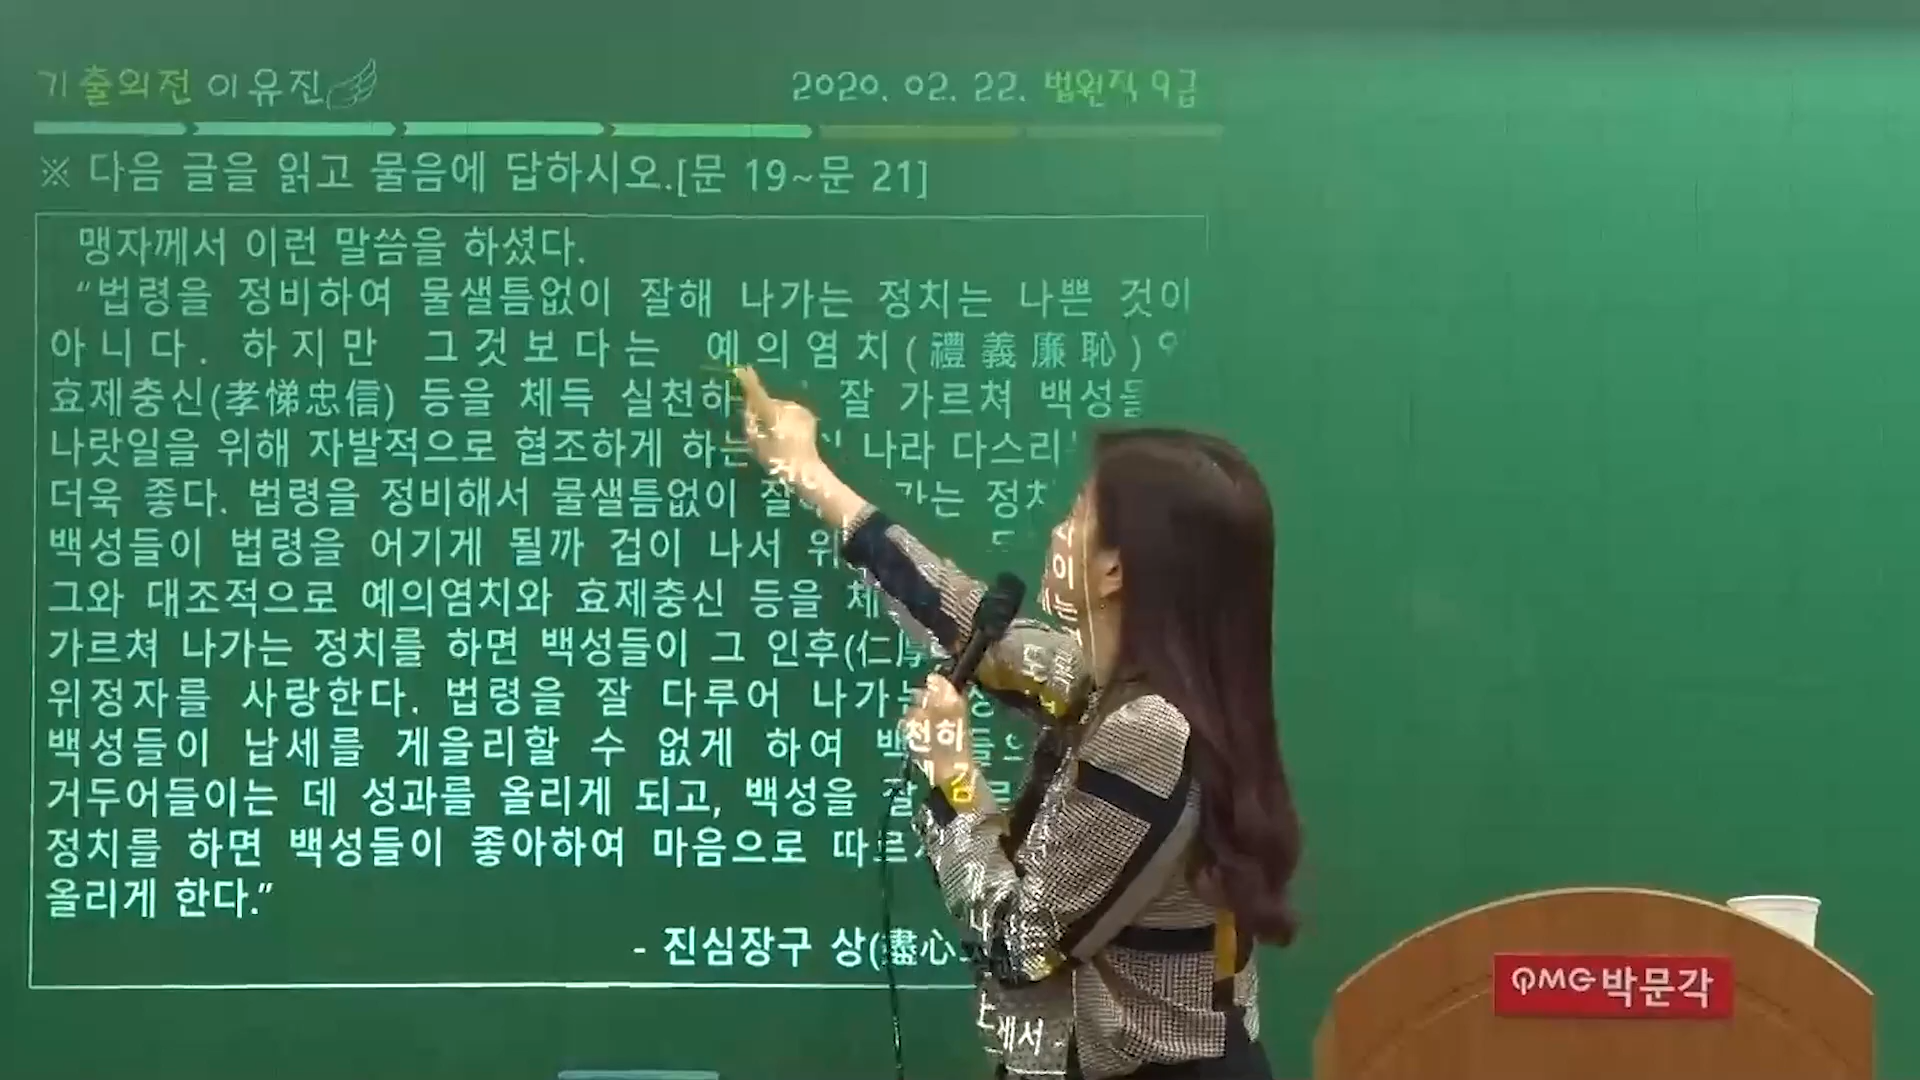 기출외전 이유진
2020. 02. 22. 법원직 9급
※ 다음 글을 읽고 물음에 답하시오.[문 19~문 21]
맹자께서 이런 말씀을 하셨다.
“법령을 정비하여 물샐틈없이 잘해 나가는 정치는 나쁜 것이
아니다. 하지만 그것보다는 예의염치(禮義廉恥)
효제충신(孝悌忠信) 등을 체득 실천하 잘 가르쳐
나랏일을 위해 자발적으로 협조하게 하는 나라
더욱 좋다. 법령을 정비해서 물샐틈없이
백성들이 법령을 어기게 될까 겁이 나서
그와 대조적으로 예의염치와 효제충신 등을
가르쳐 나가는 정치를 하면 백성들이 그 인후(仁厚
위정자를 사랑한다. 법령을 잘 다루어
백성들이 납세를 게을리할 수 없게 하여
거두어들이는 데 성과를 올리게 되고, 백성을
정치를 하면 백성들이 좋아하여 마음으로
올리게 한다.”
- 진심장구 상(盡心
PMG 박문각